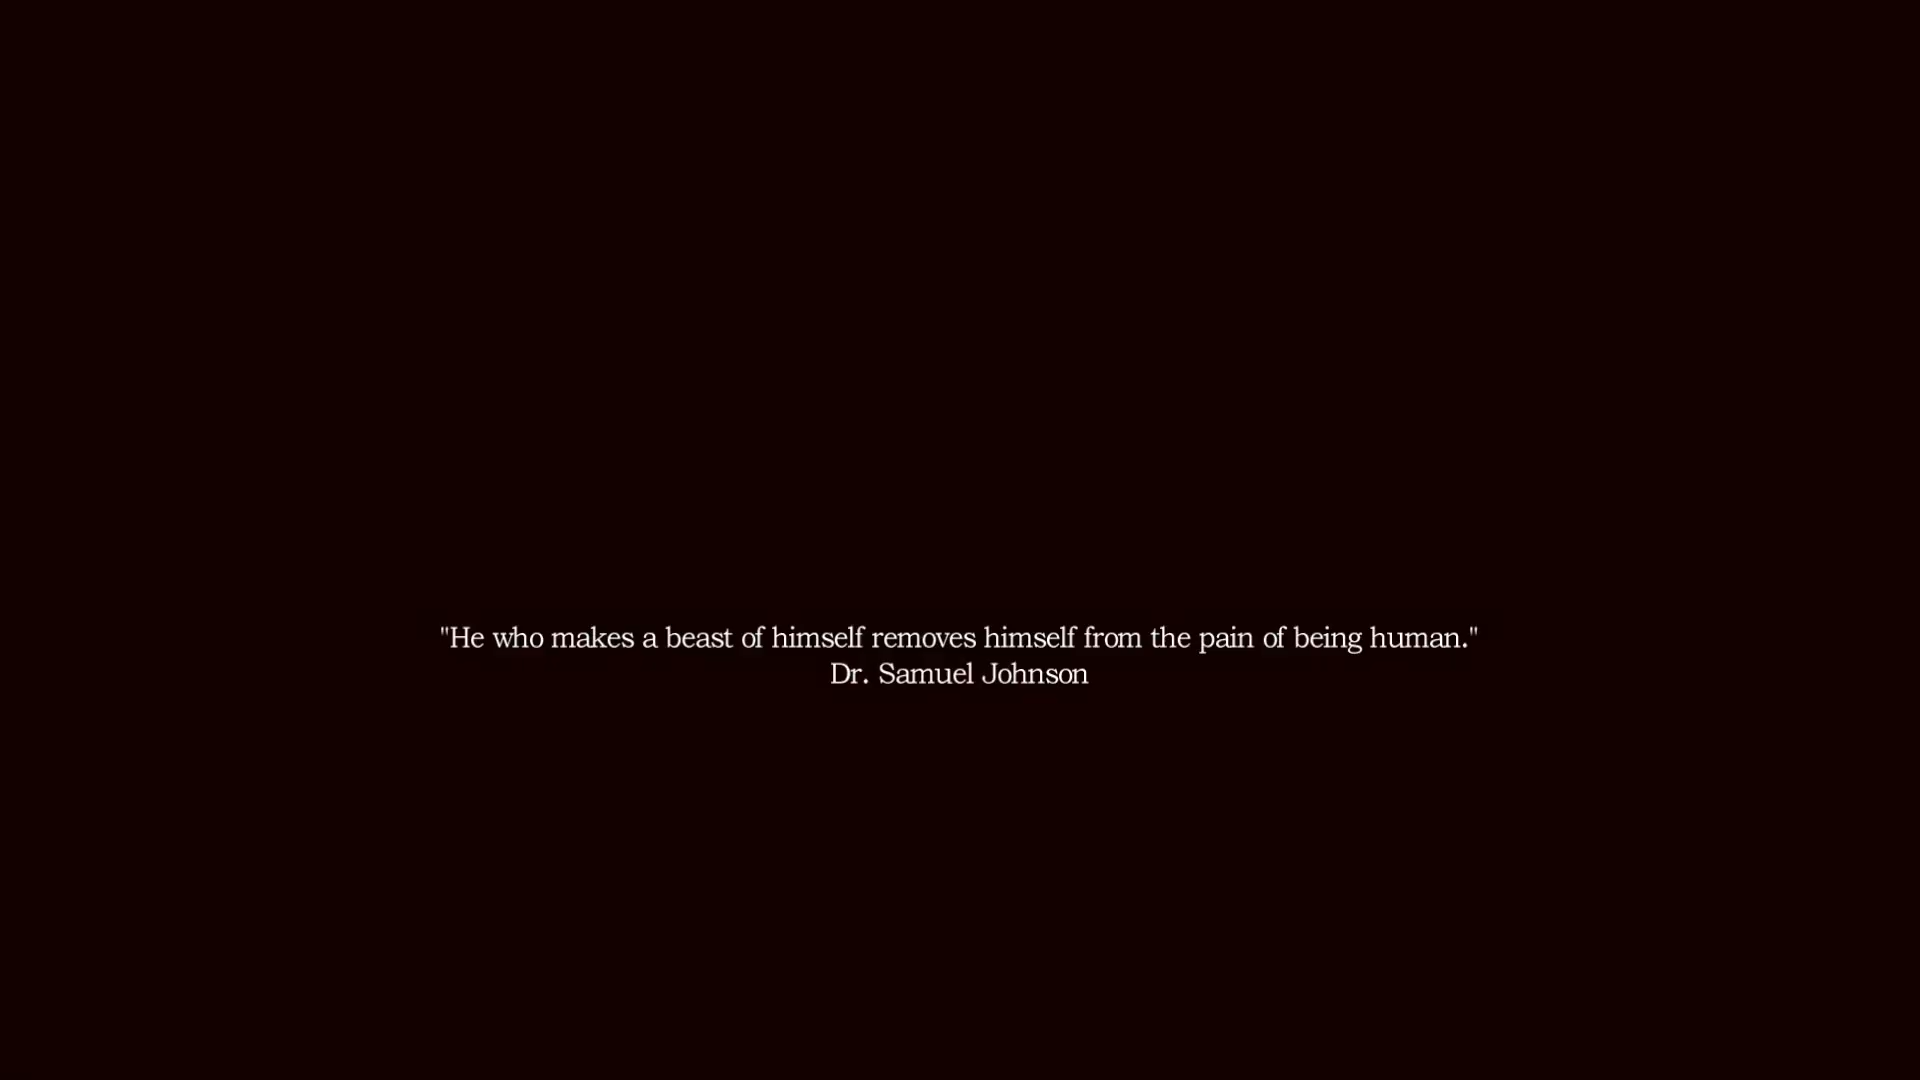 "He who makes a beast of himself removes himself from the pain of being human."
Dr. Samuel Johnson